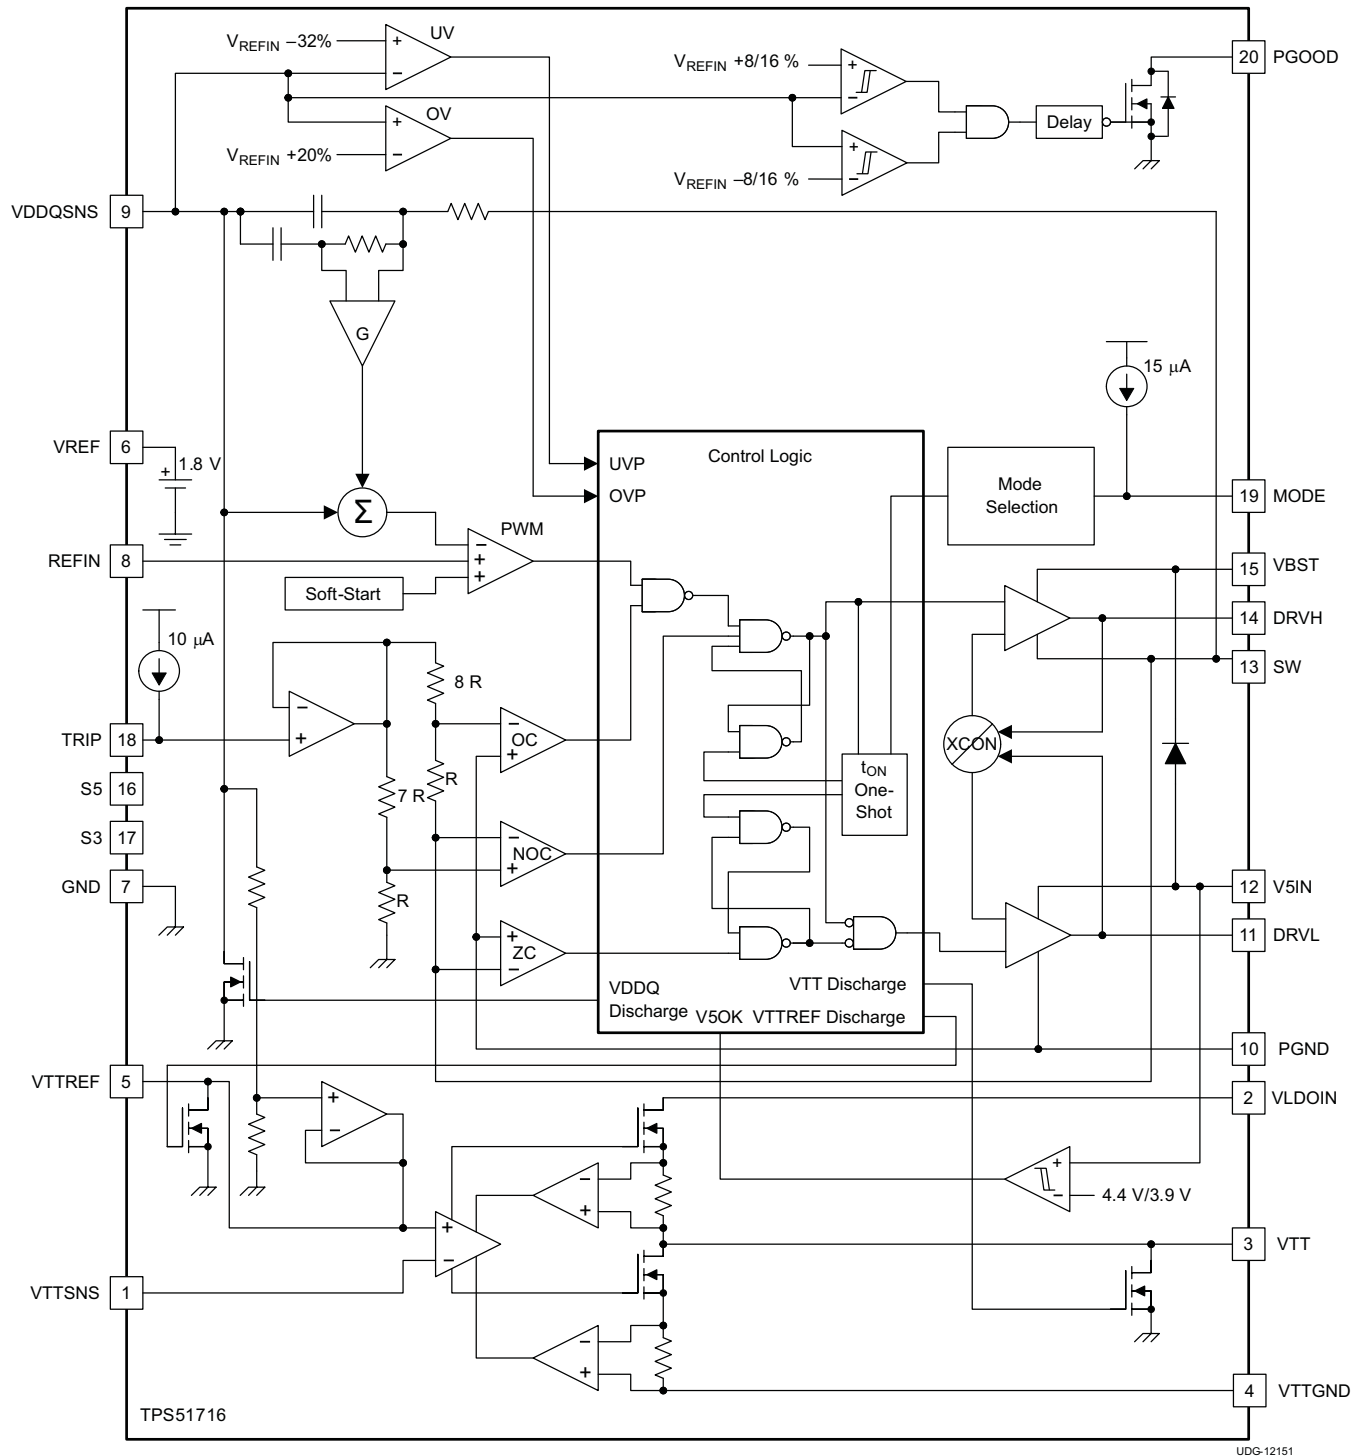 V_REFIN –32%
+
–
UV
V_REFIN +20%
+
–
OV
V_REFIN +8/16 %
+
–
V_REFIN –8/16 %
+
–
Delay
20 PGOOD
VDDQSNS 9
G
15 μA
VREF 6
+
1.8 V
Σ
Control Logic
UVP
OVP
Mode
Selection
19 MODE
REFIN 8
PWM
–
+
+
Soft-Start
15 VBST
14 DRVH
13 SW
10 μA
TRIP 18
–
+
8 R
–
OC
+
R
7 R
S5 16
S3 17
GND 7
–
NOC
+
R
+
ZC
–
t_ON
One-
Shot
XCON
12 V5IN
11 DRVL
VDDQ
Discharge
VTT Discharge
V5OK
VTTREF Discharge
10 PGND
VTTREF 5
+
–
2 VLDOIN
–
+
+
–
4.4 V/3.9 V
+
–
3 VTT
VTTSNS 1
–
+
4 VTTGND
TPS51716
UDG-12151